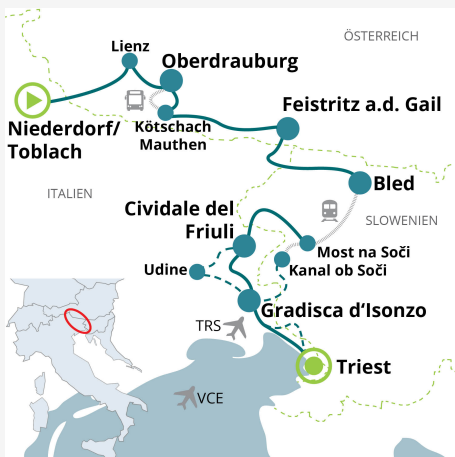 ÖSTERREICH
Lienz
Oberdrauburg
Feistritz a.d. Gail
Niederdorf/
Toblach
Kötschach
Mauthen
Bled
ITALIEN
Cividale del
Friuli
SLOWENIEN
Most na Soči
Udine
Kanal ob Soči
Gradisca d‘Isonzo
TRS
Triest
VCE